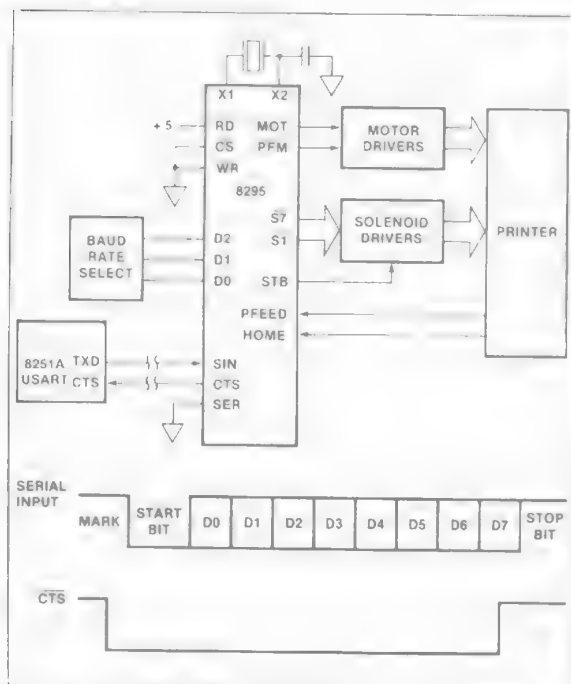 X1 X2
+5 RD MOT MOTOR DRIVERS
CS PFM
WR
8295
S7 SOLENOID DRIVERS PRINTER
S1
BAUD RATE SELECT D2
D1
D0
STB
PFEED
HOME
8251A USART TXD SIN
CTS CTS
SER
SERIAL INPUT
MARK START BIT D0 D1 D2 D3 D4 D5 D6 D7 STOP BIT
CTS